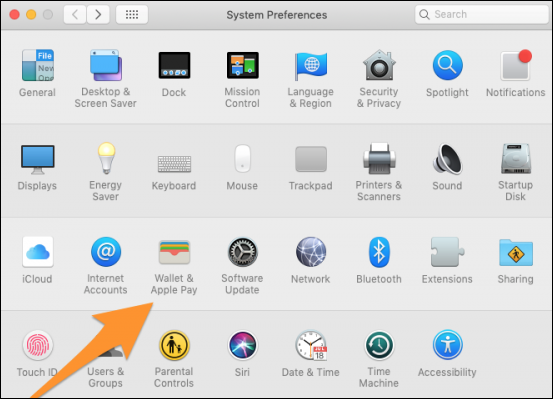 System Preferences
Search
File
New
Ope
General
Desktop &
Screen Saver
Dock
Mission
Control
Language
& Region
Security
& Privacy
Spotlight
Notifications
Displays
Energy
Saver
Keyboard
Mouse
Trackpad
Printers &
Scanners
Sound
Startup
Disk
iCloud
Internet
Accounts
Wallet &
Apple Pay
Software
Update
Network
Bluetooth
Extensions
Sharing
Touch ID
Users &
Groups
Parental
Controls
Siri
JUL
18
Date & Time
Time
Machine
Accessibility